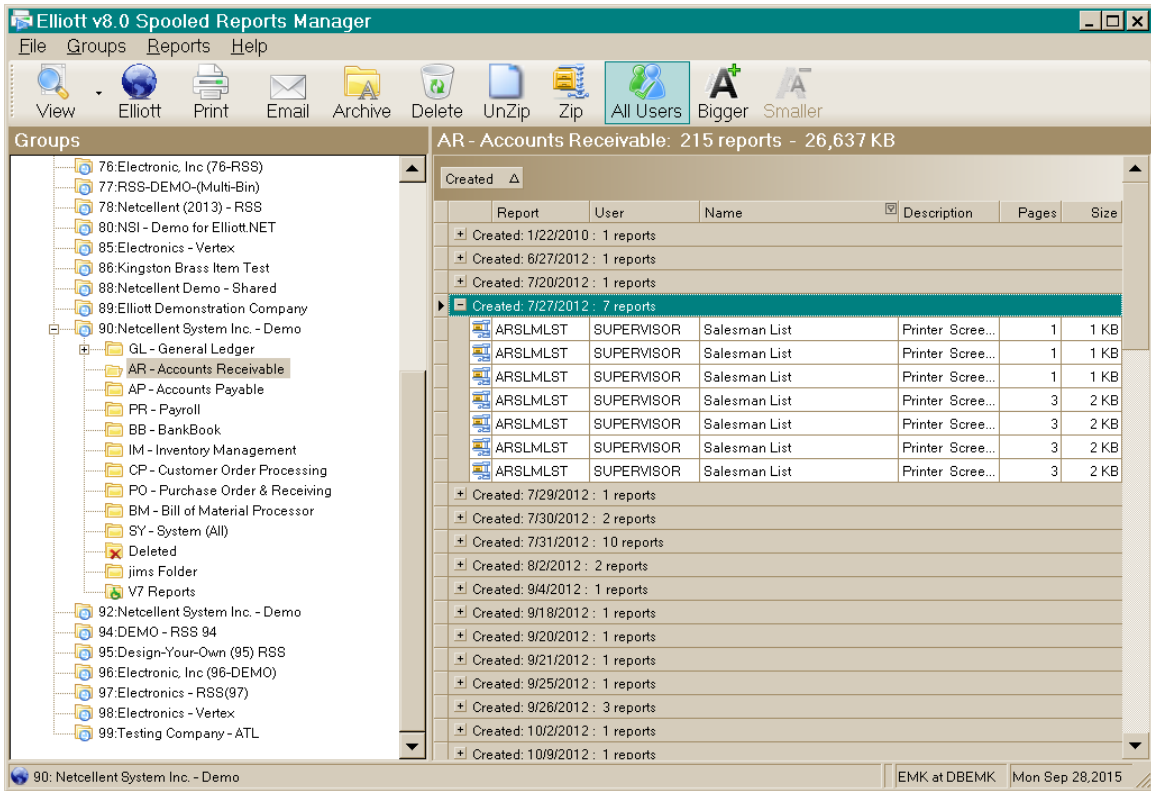 Elliott v8.0 Spooled Reports Manager
File Groups Reports Help
View Elliott Print Email Archive Delete UnZip Zip All Users Bigger Smaller
Groups
76:Electronic, Inc (76-RSS)
77:RSS-DEMO-(Multi-Bin)
78:Netcellent (2013) - RSS
80:NSI - Demo for Elliott.NET
85:Electronics - Vertex
86:Kingston Brass Item Test
88:Netcellent Demo - Shared
89:Elliott Demonstration Company
90:Netcellent System Inc. - Demo
GL - General Ledger
AR - Accounts Receivable
AP - Accounts Payable
PR - Payroll
BB - BankBook
IM - Inventory Management
CP - Customer Order Processing
PO - Purchase Order & Receiving
BM - Bill of Material Processor
SY - System (All)
Deleted
jims Folder
V7 Reports
92:Netcellent System Inc. - Demo
94:DEMO - RSS 94
95:Design-Your-Own (95) RSS
96:Electronic, Inc (96-DEMO)
97:Electronics - RSS(97)
98:Electronics - Vertex
99:Testing Company - ATL
AR - Accounts Receivable: 215 reports - 26,637 KB
Created
Report User Name Description Pages Size
Created: 1/22/2010 : 1 reports
Created: 6/27/2012 : 1 reports
Created: 7/20/2012 : 1 reports
Created: 7/27/2012 : 7 reports
ARSLMLST SUPERVISOR Salesman List Printer Scree... 1 1 KB
ARSLMLST SUPERVISOR Salesman List Printer Scree... 1 1 KB
ARSLMLST SUPERVISOR Salesman List Printer Scree... 1 1 KB
ARSLMLST SUPERVISOR Salesman List Printer Scree... 3 2 KB
ARSLMLST SUPERVISOR Salesman List Printer Scree... 3 2 KB
ARSLMLST SUPERVISOR Salesman List Printer Scree... 3 2 KB
ARSLMLST SUPERVISOR Salesman List Printer Scree... 3 2 KB
Created: 7/29/2012 : 1 reports
Created: 7/30/2012 : 2 reports
Created: 7/31/2012 : 10 reports
Created: 8/2/2012 : 2 reports
Created: 9/4/2012 : 1 reports
Created: 9/18/2012 : 1 reports
Created: 9/20/2012 : 1 reports
Created: 9/21/2012 : 1 reports
Created: 9/25/2012 : 1 reports
Created: 9/26/2012 : 3 reports
Created: 10/2/2012 : 1 reports
Created: 10/9/2012 : 1 reports
90: Netcellent System Inc. - Demo EMK at DBEMK Mon Sep 28,2015